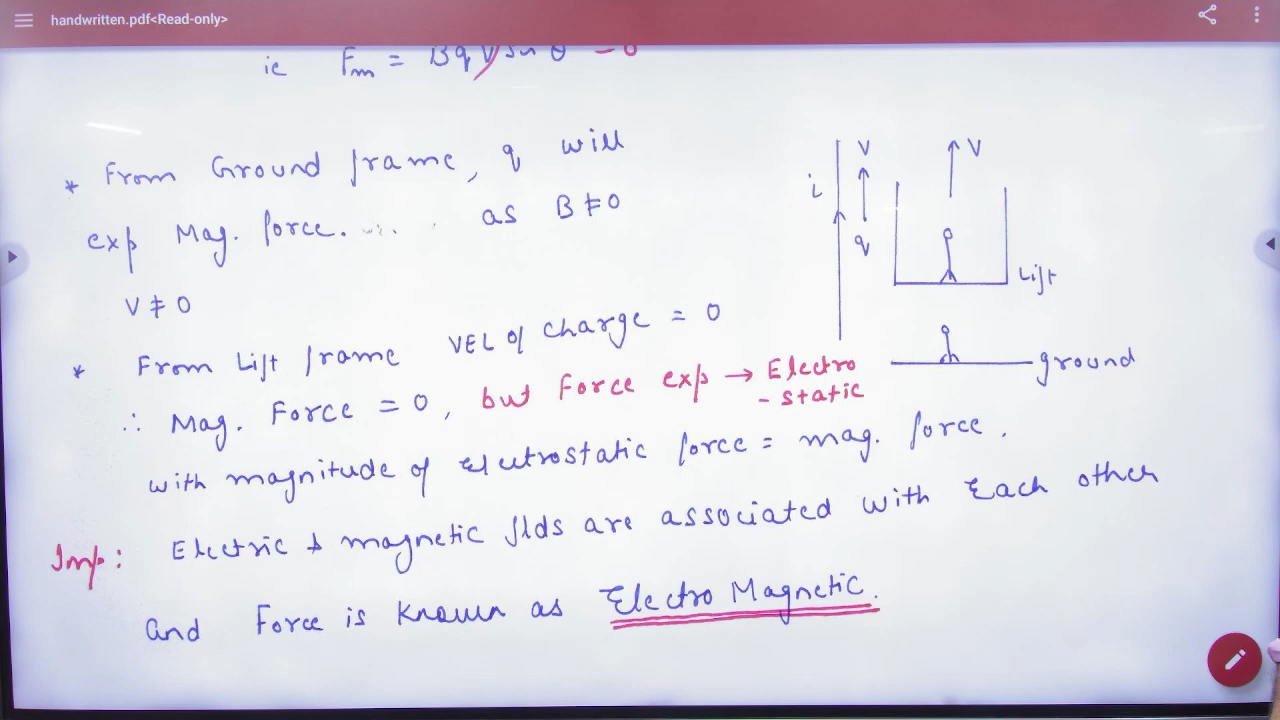 handwritten.pdf<Read-only>
ie Fm = BqVsin θ = 0
* From Ground frame, q will
exp Mag. force. as B ≠ 0
V ≠ 0
* From Lift frame VEL of charge = 0
∴ Mag. Force = 0, but Force exp → Electro
- static
with magnitude of electrostatic force = mag. force.
Imp: Electric & magnetic flds are associated with Each other
and Force is known as Electro Magnetic.
i
V
q
V
Lift
ground